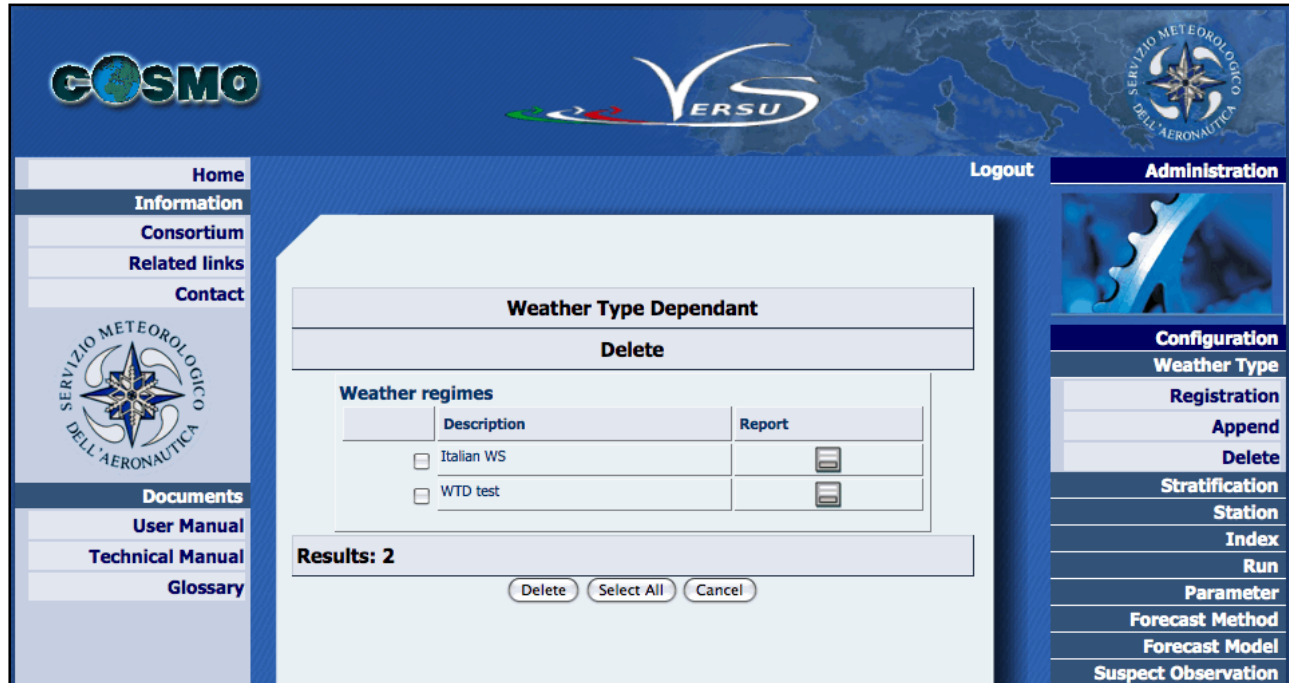 COSMO
VERSUS
SERVIZIO METEOROLOGICO DELL'AERONAUTICA
Logout
Home
Information
Consortium
Related links
Contact
SERVIZIO METEOROLOGICO DELL'AERONAUTICA
Documents
User Manual
Technical Manual
Glossary
Weather Type Dependant
Delete
Weather regimes
Description Report
Italian WS
WTD test
Results: 2
Delete Select All Cancel
Administration
Configuration
Weather Type
Registration
Append
Delete
Stratification
Station
Index
Run
Parameter
Forecast Method
Forecast Model
Suspect Observation